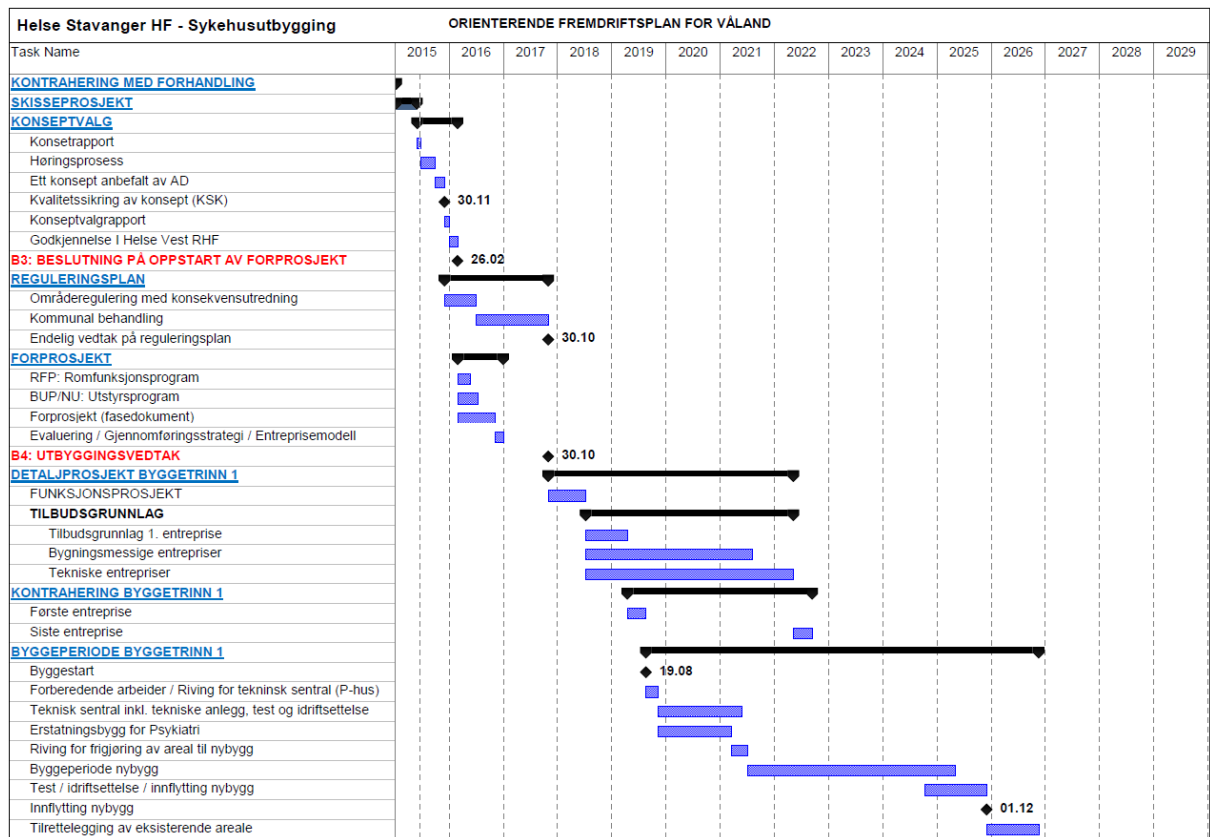 Helse Stavanger HF - Sykehusutbygging
ORIENTERENDE FREMDRIFTSPLAN FOR VÅLAND
Task Name 2015 2016 2017 2018 2019 2020 2021 2022 2023 2024 2025 2026 2027 2028 2029
KONTRAHERING MED FORHANDLING
SKISSEPROSJEKT
KONSEPTVALG
Konsetrapport
Høringsprosess
Ett konsept anbefalt av AD
Kvalitetssikring av konsept (KSK) 30.11
Konseptvalgrapport
Godkjennelse I Helse Vest RHF
B3: BESLUTNING PÅ OPPSTART AV FORPROSJEKT 26.02
REGULERINGSPLAN
Områderegulering med konsekvensutredning
Kommunal behandling
Endelig vedtak på reguleringsplan 30.10
FORPROSJEKT
RFP: Romfunksjonsprogram
BUP/NU: Utstyrsprogram
Forprosjekt (fasedokument)
Evaluering / Gjennomføringsstrategi / Entreprisemodell
B4: UTBYGGINGSVEDTAK 30.10
DETALJPROSJEKT BYGGETRINN 1
FUNKSJONSPROSJEKT
TILBUDSGRUNNLAG
Tilbudsgrunnlag 1. entreprise
Bygningsmessige entrepriser
Tekniske entrepriser
KONTRAHERING BYGGETRINN 1
Første entreprise
Siste entreprise
BYGGEPERIODE BYGGETRINN 1
Byggestart 19.08
Forberedende arbeider / Riving for tekninsk sentral (P-hus)
Teknisk sentral inkl. tekniske anlegg, test og idriftsettelse
Erstatningsbygg for Psykiatri
Riving for frigjøring av areal til nybygg
Byggeperiode nybygg
Test / idriftsettelse / innflytting nybygg
Innflytting nybygg 01.12
Tilrettelegging av eksisterende areale